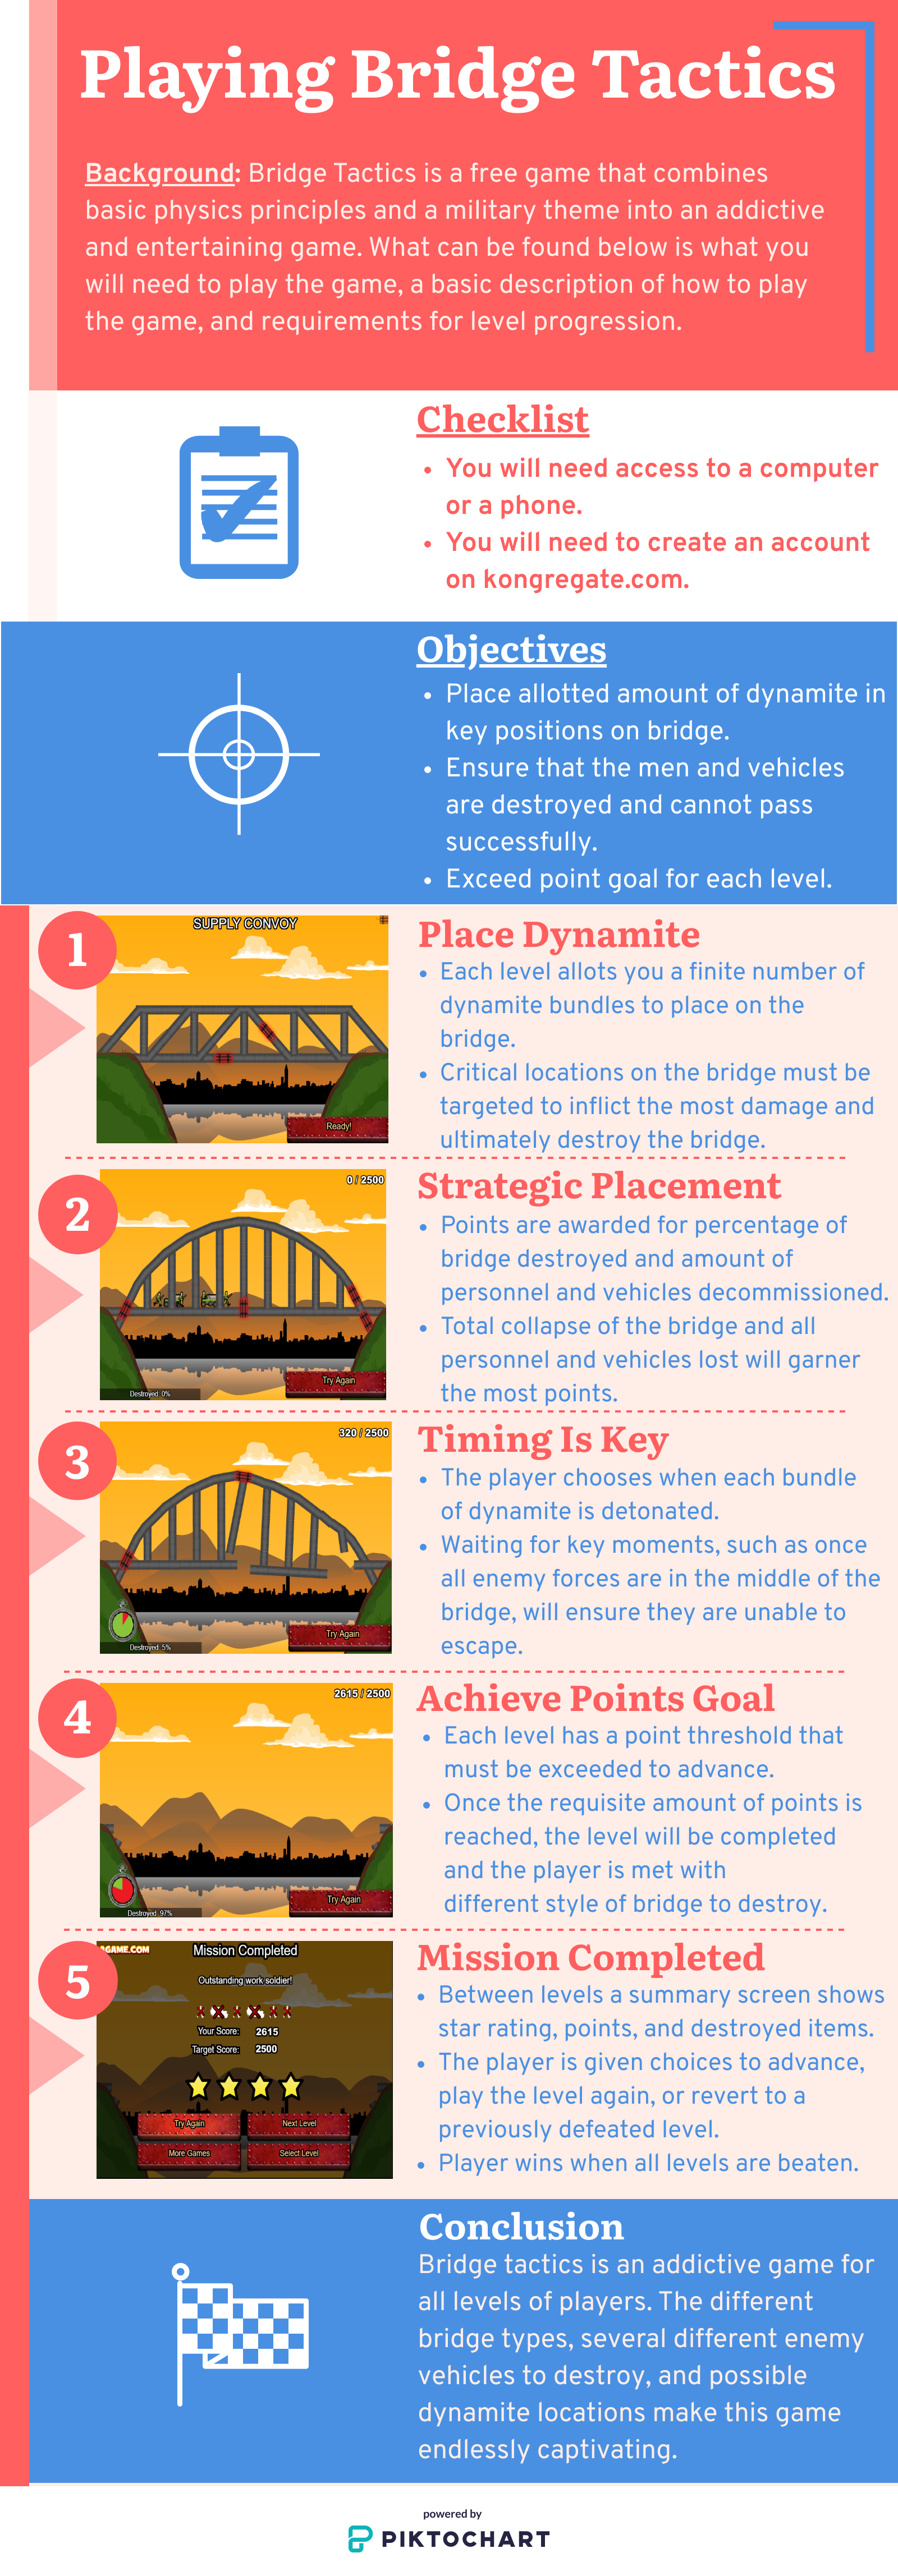 Playing Bridge Tactics
Background: Bridge Tactics is a free game that combines
basic physics principles and a military theme into an addictive
and entertaining game. What can be found below is what you
will need to play the game, a basic description of how to play
the game, and requirements for level progression.
Checklist
• You will need access to a computer
or a phone.
• You will need to create an account
on kongregate.com.
Objectives
• Place allotted amount of dynamite in
key positions on bridge.
• Ensure that the men and vehicles
are destroyed and cannot pass
successfully.
• Exceed point goal for each level.
1
SUPPLY CONVOY
Ready!
Place Dynamite
• Each level allots you a finite number of
dynamite bundles to place on the
bridge.
• Critical locations on the bridge must be
targeted to inflict the most damage and
ultimately destroy the bridge.
2
0 / 2500
Try Again
Destroyed: 0%
Strategic Placement
• Points are awarded for percentage of
bridge destroyed and amount of
personnel and vehicles decommissioned.
• Total collapse of the bridge and all
personnel and vehicles lost will garner
the most points.
3
320 / 2500
Try Again
Destroyed: 5%
Timing Is Key
• The player chooses when each bundle
of dynamite is detonated.
• Waiting for key moments, such as once
all enemy forces are in the middle of the
bridge, will ensure they are unable to
escape.
4
2615 / 2500
Try Again
Destroyed: 97%
Achieve Points Goal
• Each level has a point threshold that
must be exceeded to advance.
• Once the requisite amount of points is
reached, the level will be completed
and the player is met with
different style of bridge to destroy.
5
AGAME.COM
Mission Completed
Outstanding work soldier!
Your Score: 2615
Target Score: 2500
Try Again
Next Level
More Games
Select Level
Mission Completed
• Between levels a summary screen shows
star rating, points, and destroyed items.
• The player is given choices to advance,
play the level again, or revert to a
previously defeated level.
• Player wins when all levels are beaten.
Conclusion
Bridge tactics is an addictive game for
all levels of players. The different
bridge types, several different enemy
vehicles to destroy, and possible
dynamite locations make this game
endlessly captivating.
powered by
PIKTOCHART